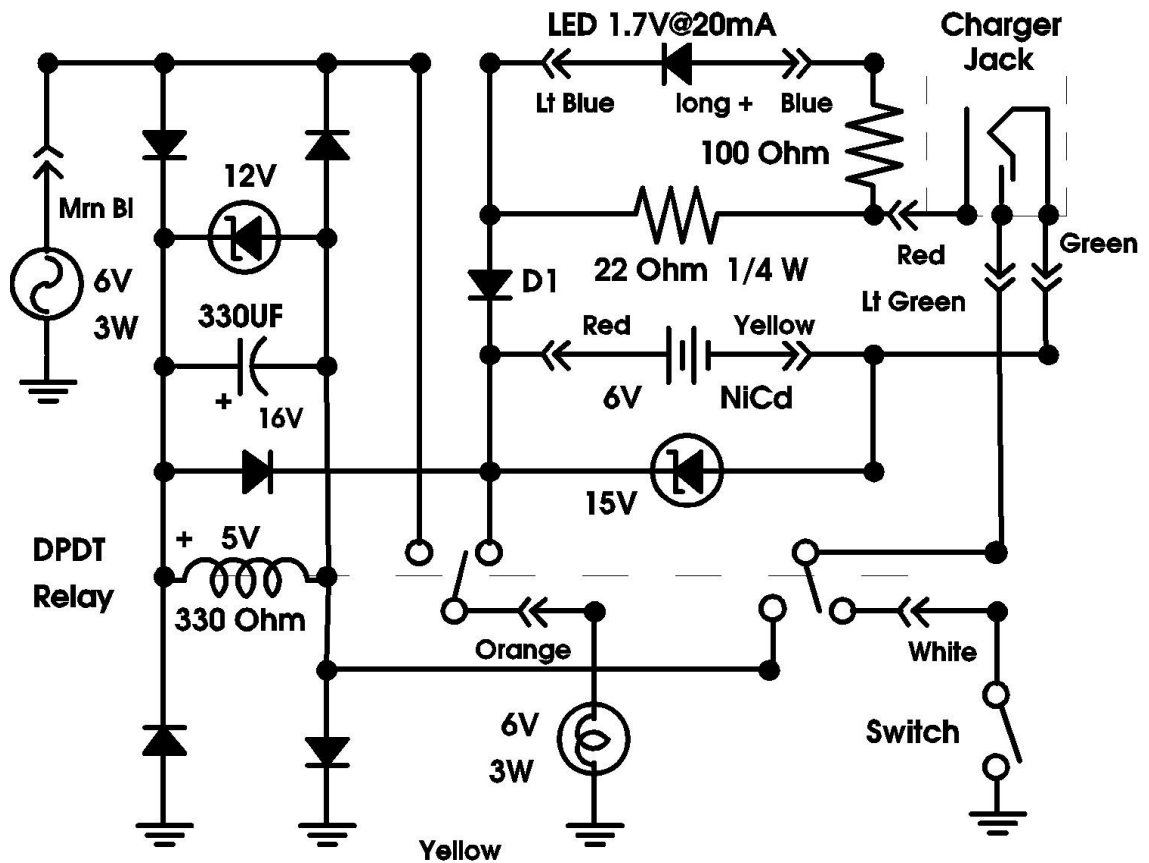 LED 1.7V@20mA
Charger
Jack
Lt Blue
long +
Blue
100 Ohm
12V
Mrn Bl
6V
3W
22 Ohm 1/4 W
D1
Red
Green
Lt Green
330UF
+
16V
Red
Yellow
6V
NiCd
15V
DPDT
Relay
+
5V
330 Ohm
Orange
White
6V
3W
Switch
Yellow